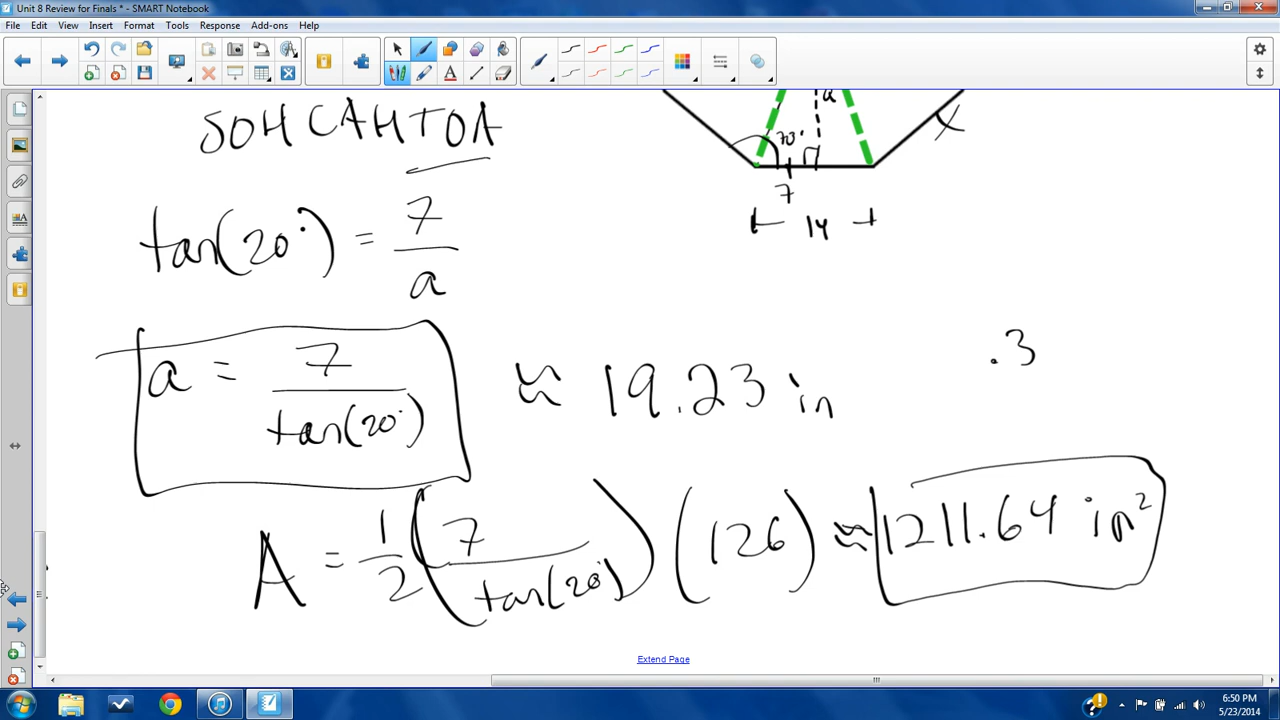 Unit 8 Review for Finals * - SMART Notebook
File Edit View Insert Format Tools Response Add-ons Help
SOH CAH TOA
a
70°
7
14
x
tan(20°) = 7/a
a = 7/tan(20°) ≈ 19.23 in
.3
A = 1/2 (7/tan(20°)) (126) ≈ 1211.64 in²
Extend Page
6:50 PM
5/23/2014